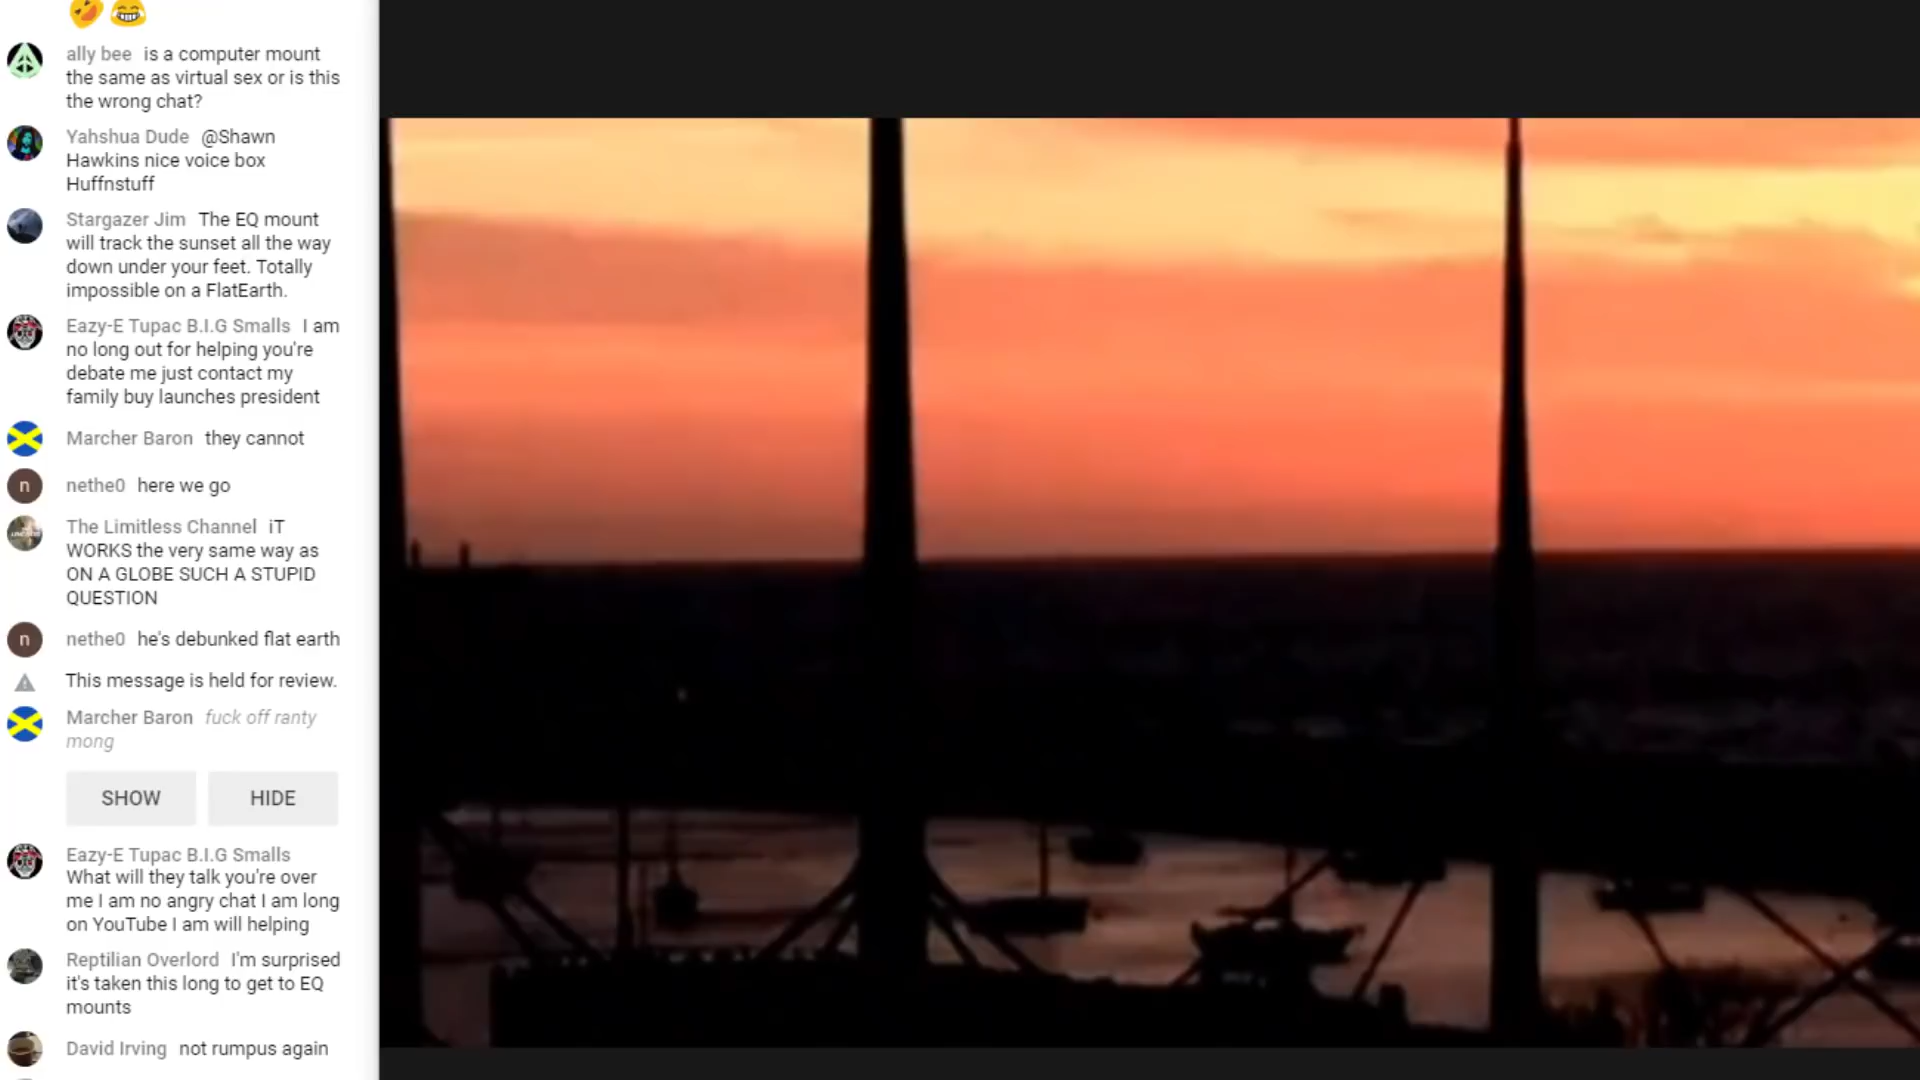 ally bee is a computer mount
the same as virtual sex or is this
the wrong chat?
Yahshua Dude @Shawn
Hawkins nice voice box
Huffnstuff
Stargazer Jim The EQ mount
will track the sunset all the way
down under your feet. Totally
impossible on a FlatEarth.
Eazy-E Tupac B.I.G Smalls I am
no long out for helping you're
debate me just contact my
family buy launches president
Marcher Baron they cannot
n
nethe0 here we go
The Limitless Channel iT
WORKS the very same way as
ON A GLOBE SUCH A STUPID
QUESTION
n
nethe0 he's debunked flat earth
This message is held for review.
Marcher Baron fuck off ranty
mong
SHOW HIDE
Eazy-E Tupac B.I.G Smalls
What will they talk you're over
me I am no angry chat I am long
on YouTube I am will helping
Reptilian Overlord I'm surprised
it's taken this long to get to EQ
mounts
David Irving not rumpus again